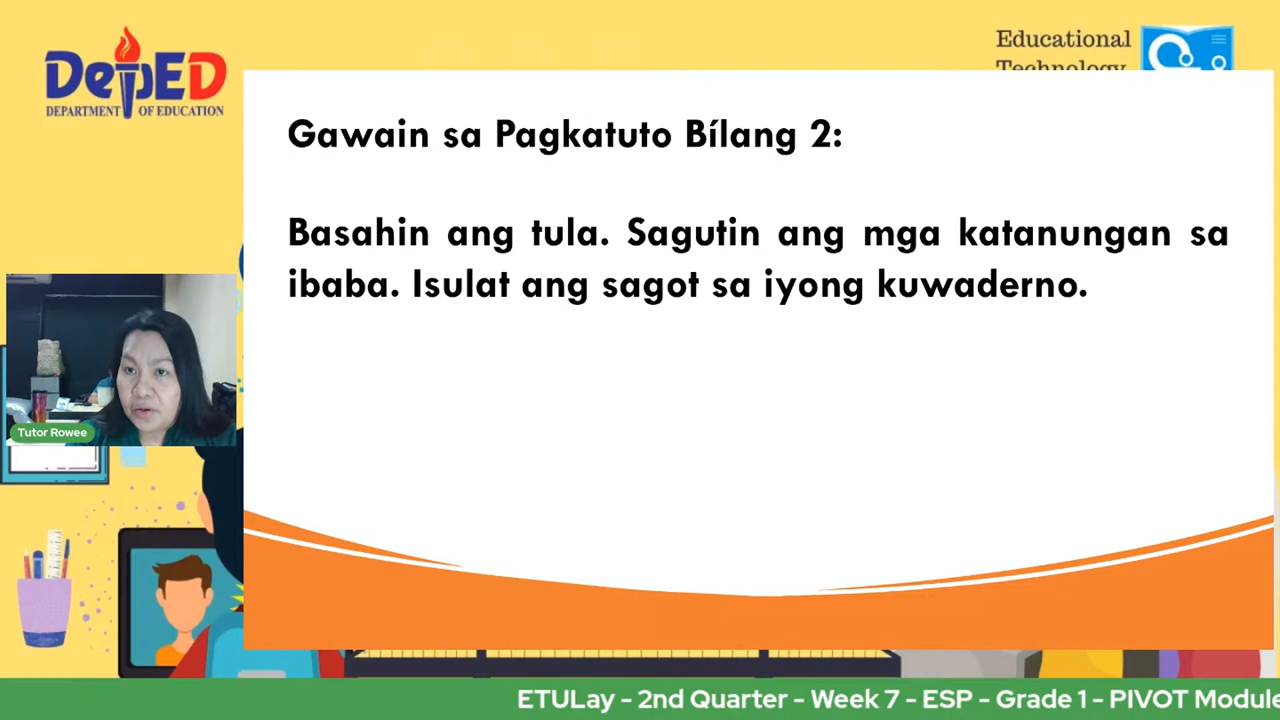 DepED
DEPARTMENT OF EDUCATION
Educational
Technology
Gawain sa Pagkatuto Bílang 2:
Basahin ang tula. Sagutin ang mga katanungan sa
ibaba. Isulat ang sagot sa iyong kuwaderno.
Tutor Rowee
ETULay - 2nd Quarter - Week 7 - ESP - Grade 1 - PIVOT Module